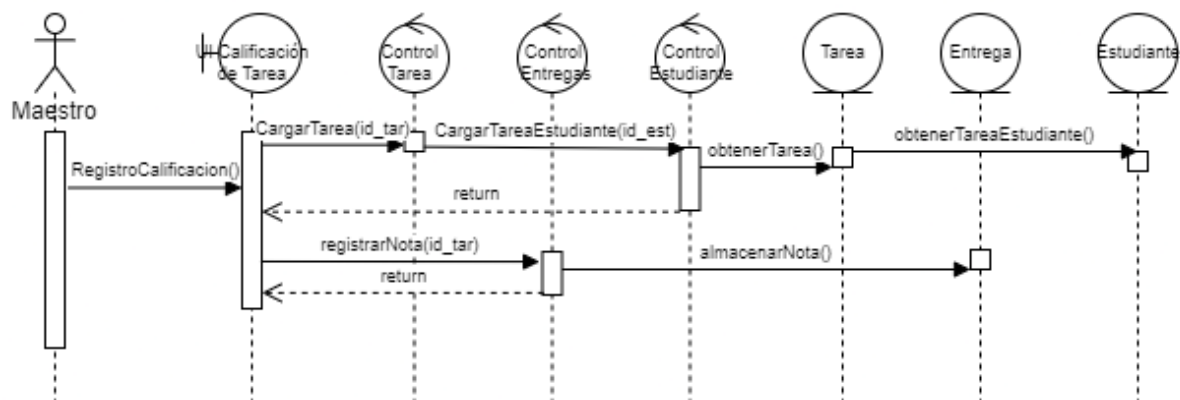 UI Calificación
de Tarea
Control
Tarea
Control
Entregas
Control
Estudiante
Tarea
Entrega
Estudiante
Maestro
CargarTarea(id_tar)
CargarTareaEstudiante(id_est)
obtenerTareaEstudiante()
obtenerTarea()
RegistroCalificacion()
return
registrarNota(id_tar)
almacenarNota()
return